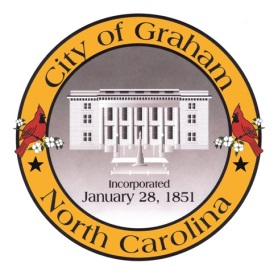 City of Graham
Incorporated
January 28, 1851
North Carolina